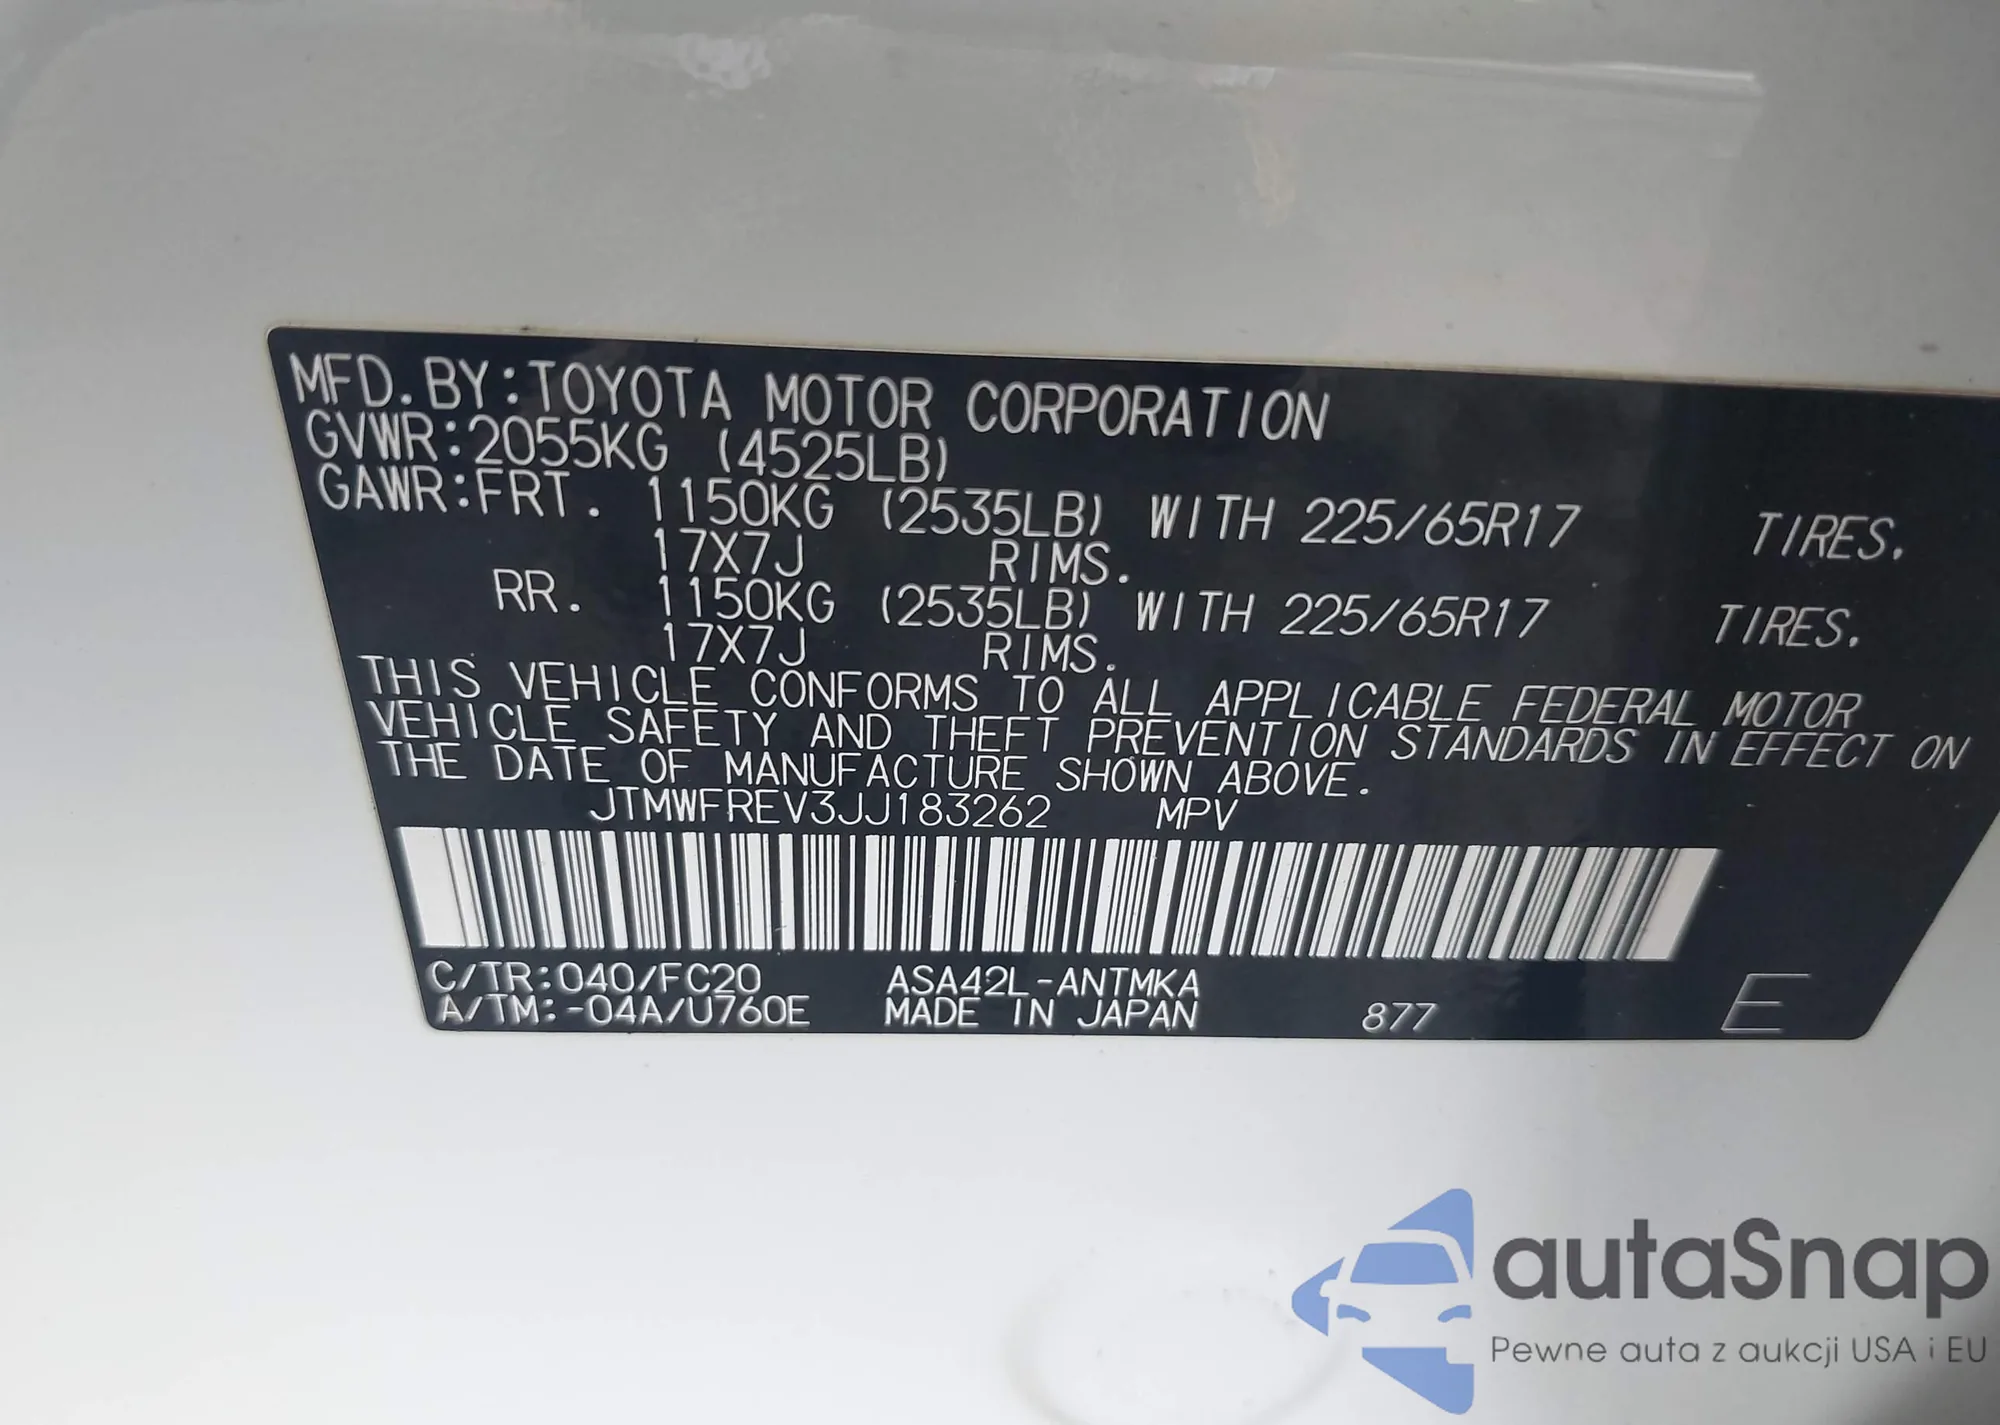 MFD. BY: TOYOTA MOTOR CORPORATION
GVWR: 2055KG (4525LB)
GAWR: FRT. 1150KG (2535LB) WITH 225/65R17 TIRES.
17X7J RIMS.
RR. 1150KG (2535LB) WITH 225/65R17 TIRES.
17X7J RIMS.
THIS VEHICLE CONFORMS TO ALL APPLICABLE FEDERAL MOTOR
VEHICLE SAFETY AND THEFT PREVENTION STANDARDS IN EFFECT ON
THE DATE OF MANUFACTURE SHOWN ABOVE.
JTMWFREV3JJ183262 MPV
C/TR: 040/FC20 ASA42L-ANTMKA
A/TM: -04A/U760E MADE IN JAPAN 877 E
autaSnap
Pewne auta z aukcji USA i EU